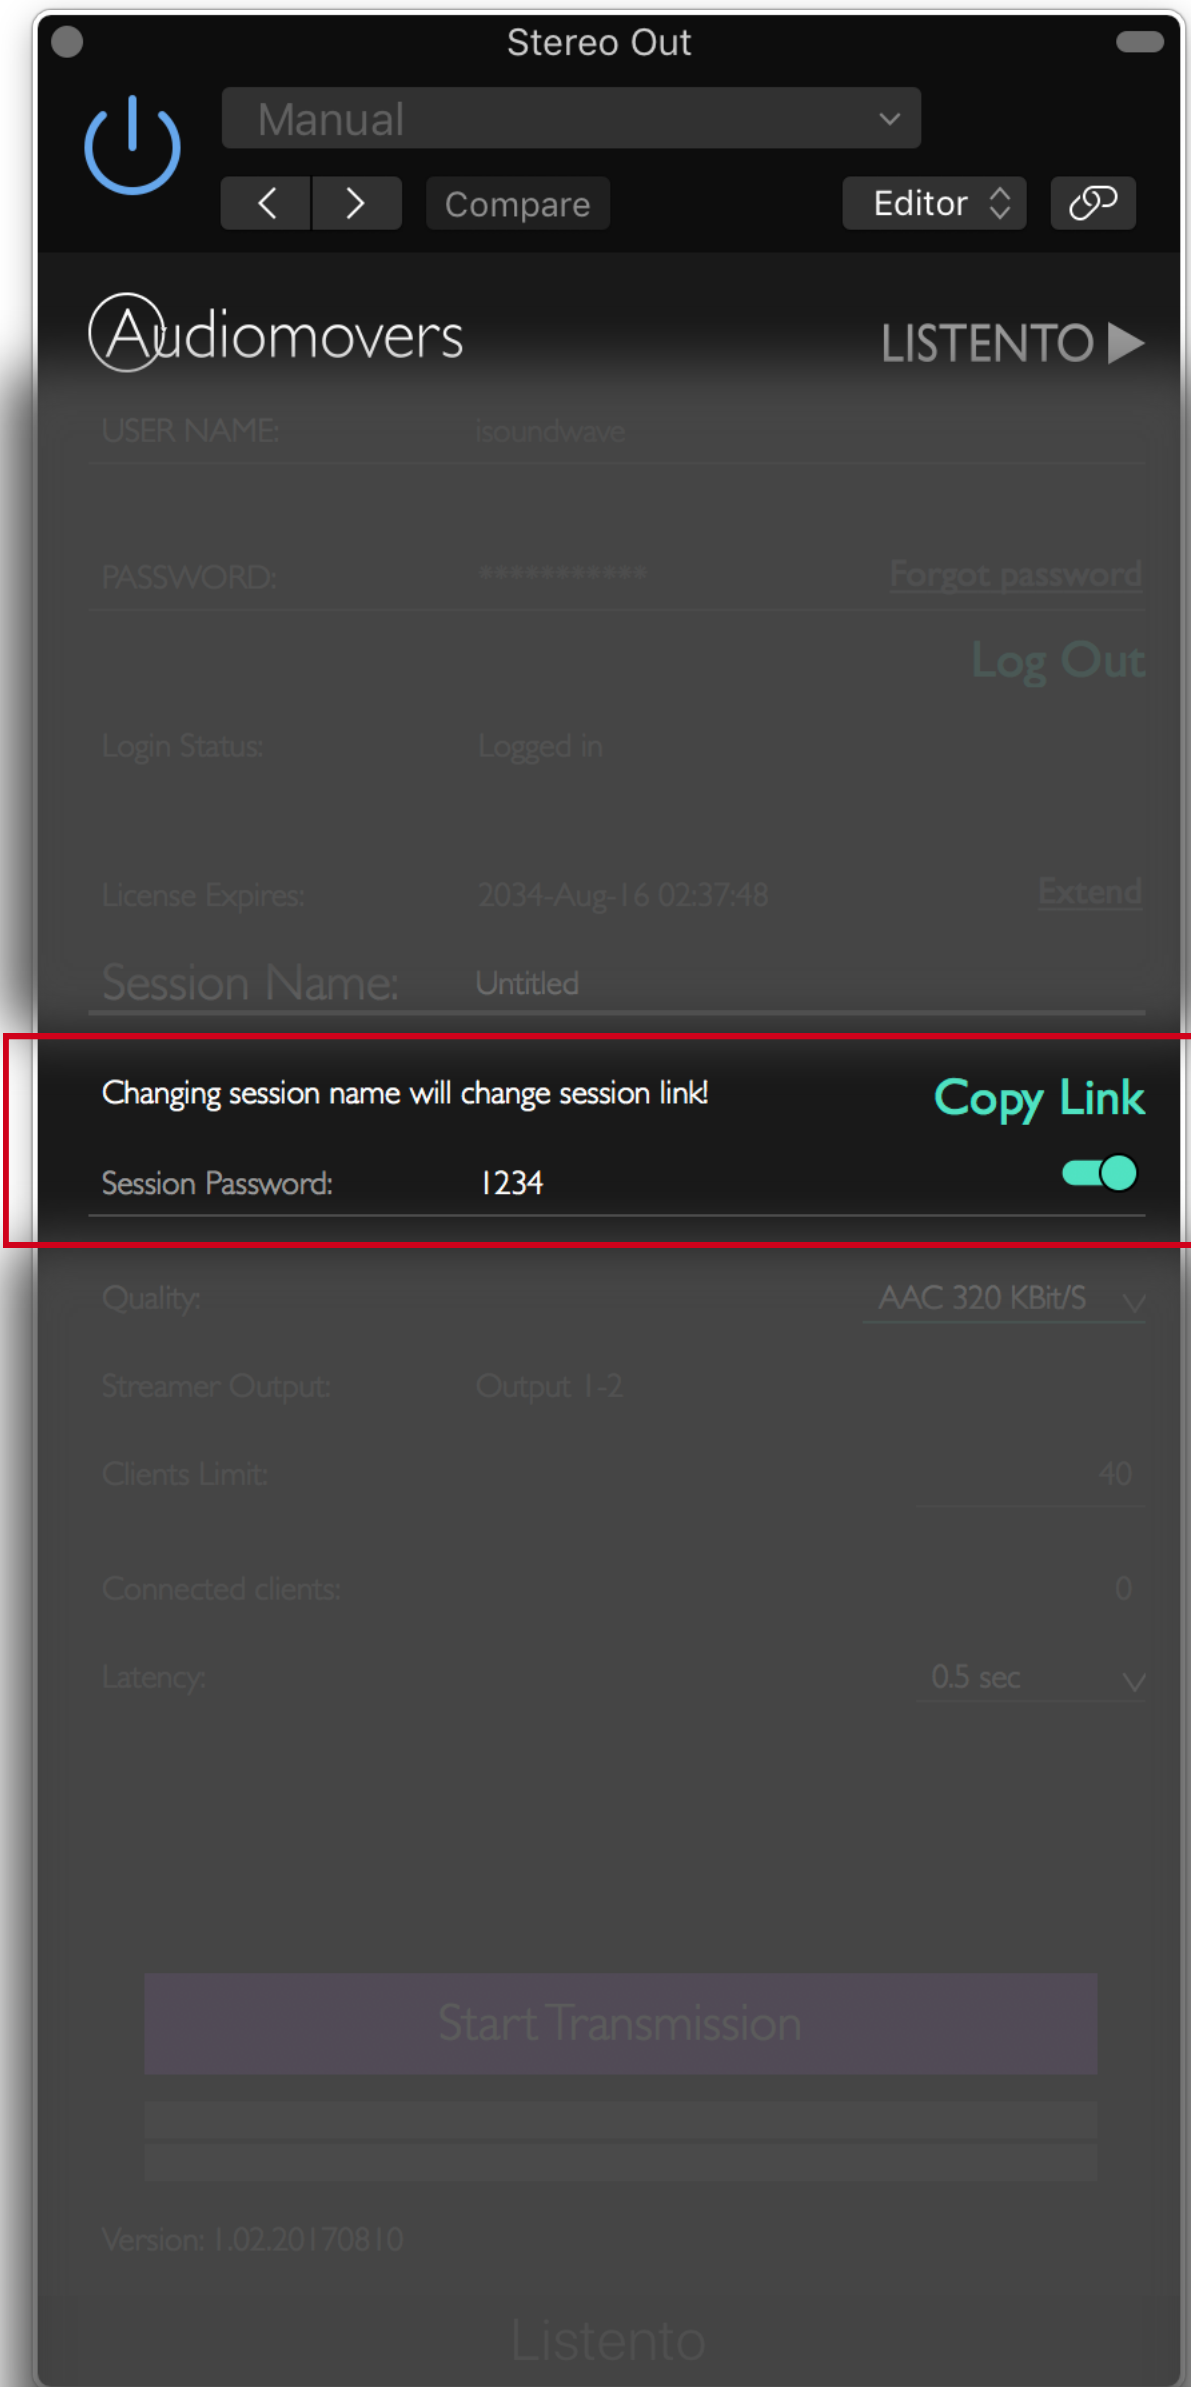 Stereo Out
Manual
Compare Editor
Audiomovers LISTENTO
USER NAME: isoundwave
PASSWORD: *********** Forgot password
Log Out
Login Status: Logged in
License Expires: 2034-Aug-16 02:37:48 Extend
Session Name: Untitled
Changing session name will change session link! Copy Link
Session Password: 1234
Quality: AAC 320 KBit/S
Streamer Output: Output 1-2
Clients Limit: 40
Connected clients: 0
Latency: 0.5 sec
Start Transmission
Version: 1.02.20170810
Listento